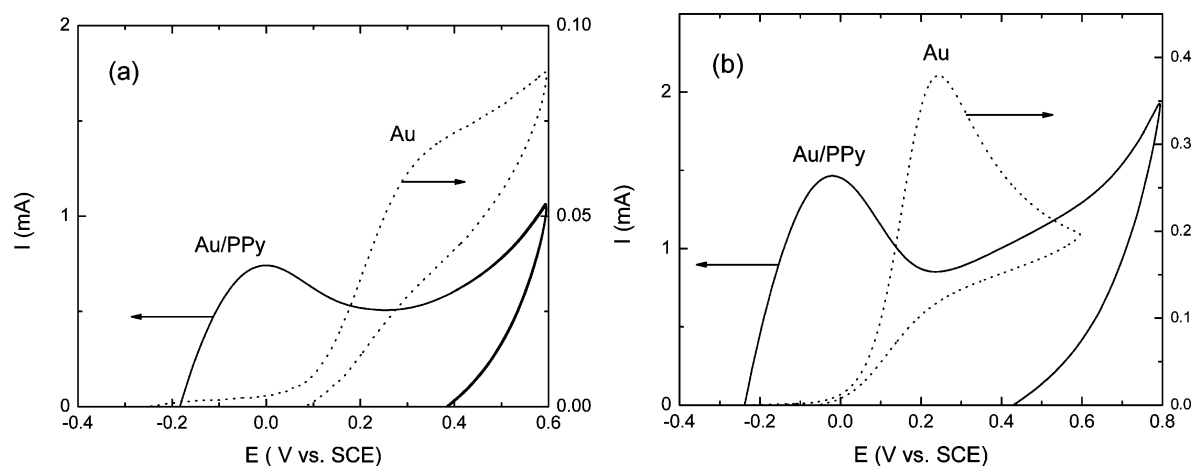 (a)
Au
Au/PPy
2
1
0
0.10
0.05
0.00
-0.4 -0.2 0.0 0.2 0.4 0.6
I (mA)
E ( V vs. SCE)
(b)
Au
Au/PPy
2
1
0
0.4
0.3
0.2
0.1
0.0
-0.4 -0.2 0.0 0.2 0.4 0.6 0.8
I (mA)
E ( V vs. SCE)